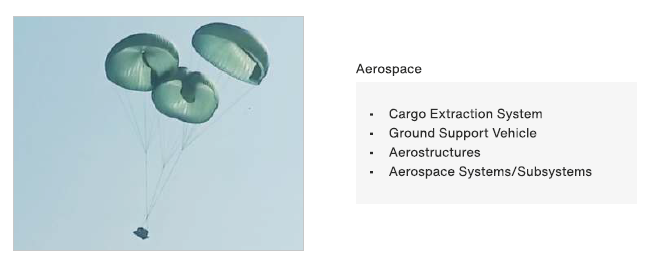 Aerospace
▪ Cargo Extraction System
▪ Ground Support Vehicle
▪ Aerostructures
▪ Aerospace Systems/Subsystems